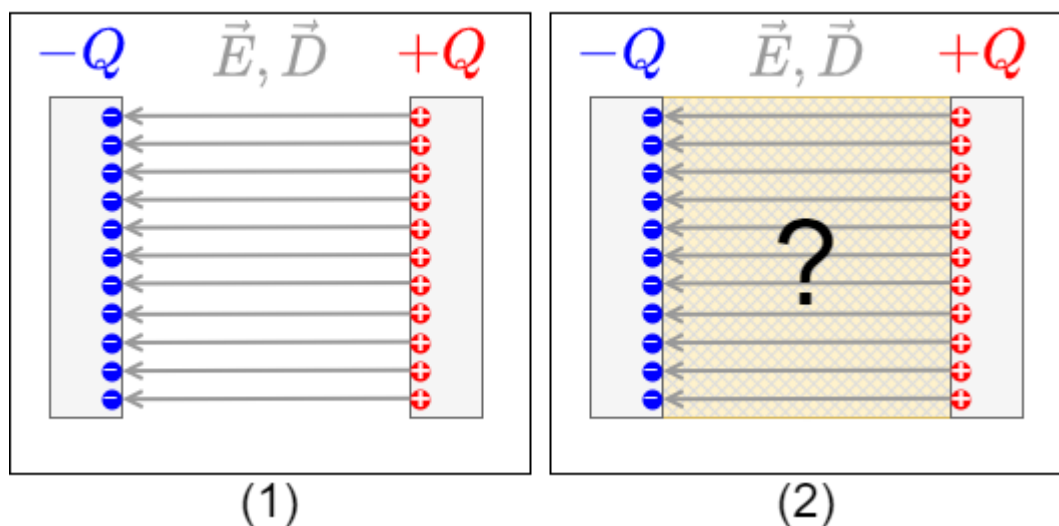 −Q E⃗, D⃗ +Q
−Q E⃗, D⃗ +Q
?
(1) (2)